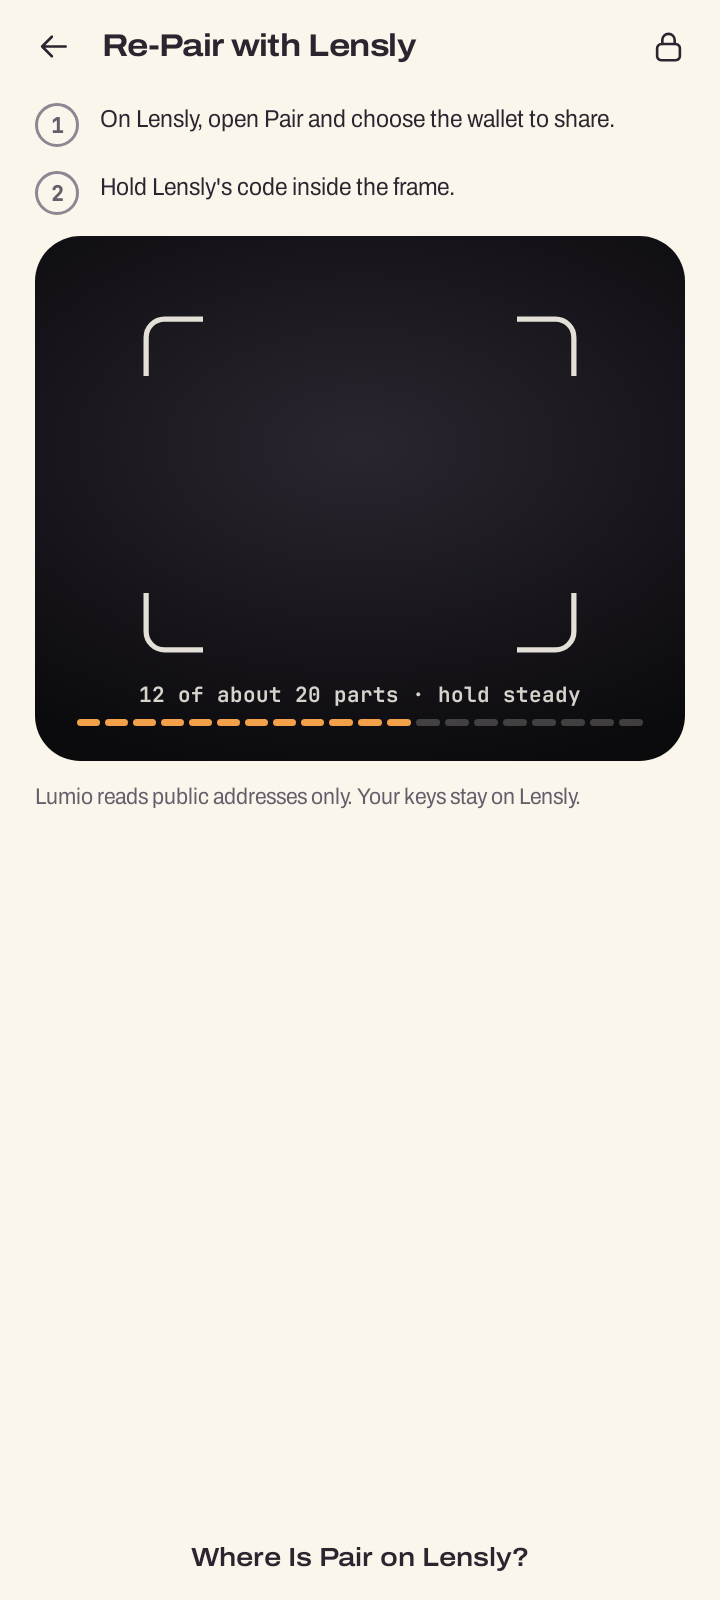 Re-Pair with Lensly
1 On Lensly, open Pair and choose the wallet to share.
2 Hold Lensly's code inside the frame.
12 of about 20 parts · hold steady
Lumio reads public addresses only. Your keys stay on Lensly.
Where Is Pair on Lensly?